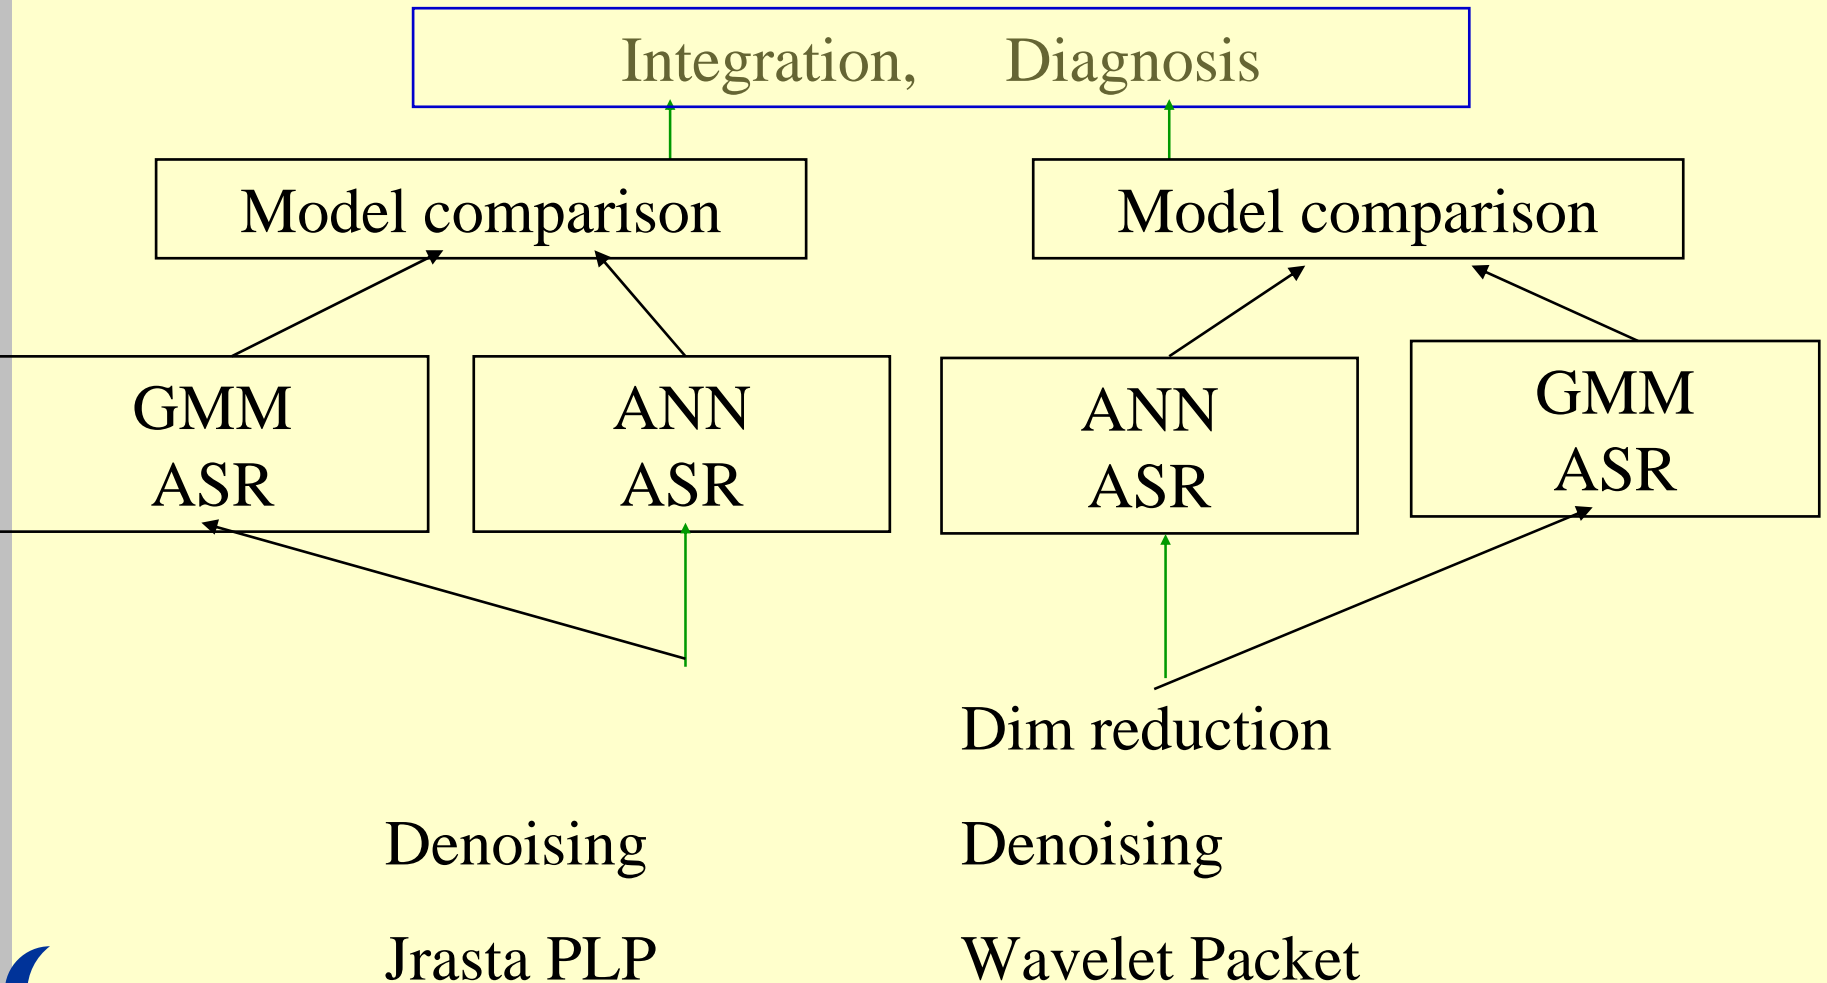 Integration, Diagnosis
Model comparison
Model comparison
GMM
ASR
ANN
ASR
ANN
ASR
GMM
ASR
Dim reduction
Denoising
Denoising
Jrasta PLP
Wavelet Packet